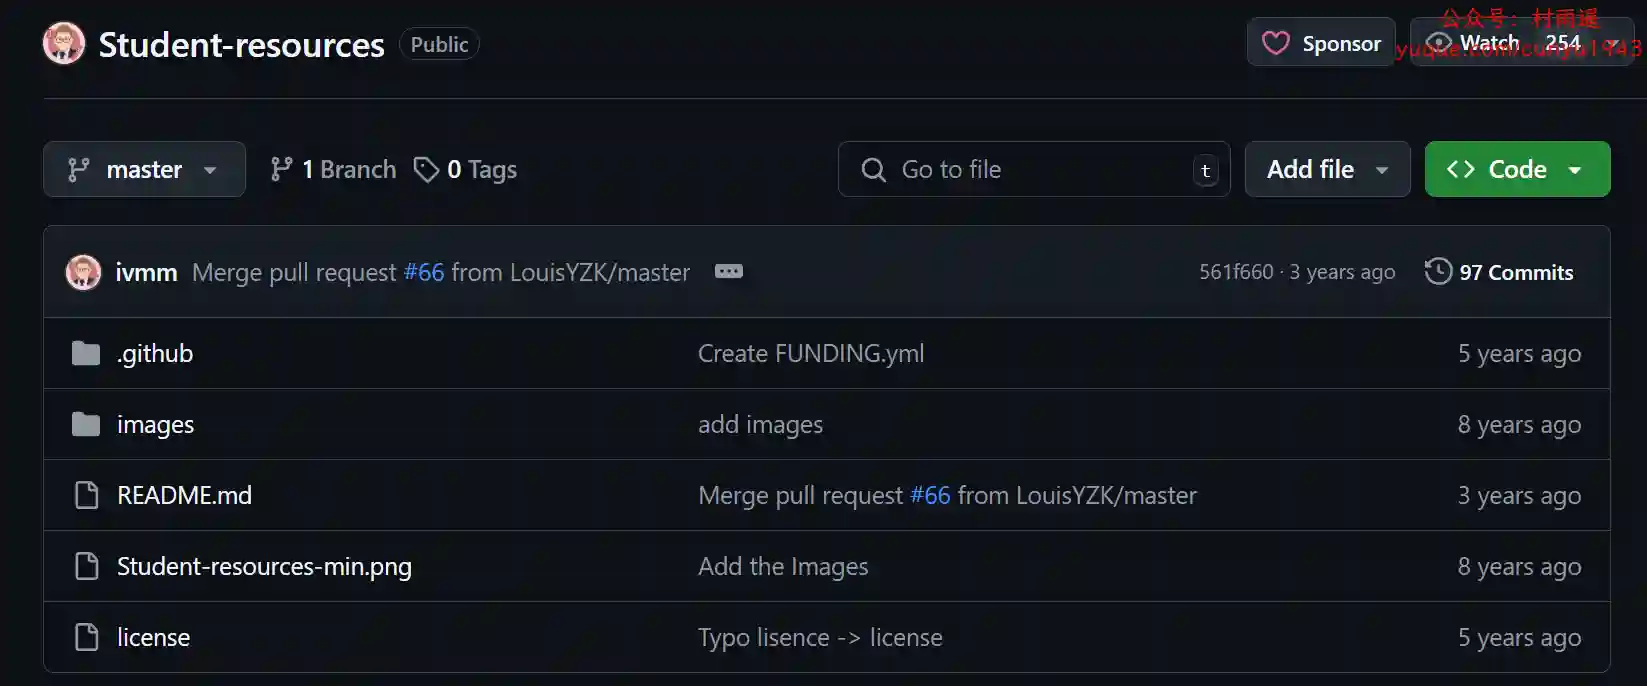 Student-resources Public Sponsor Watch 254
公众号：村雨遥
yuque.com/cunyu1943
master 1 Branch 0 Tags Go to file t Add file Code
ivmm Merge pull request #66 from LouisYZK/master 561f660 · 3 years ago 97 Commits
.github Create FUNDING.yml 5 years ago
images add images 8 years ago
README.md Merge pull request #66 from LouisYZK/master 3 years ago
Student-resources-min.png Add the Images 8 years ago
license Typo lisence -> license 5 years ago